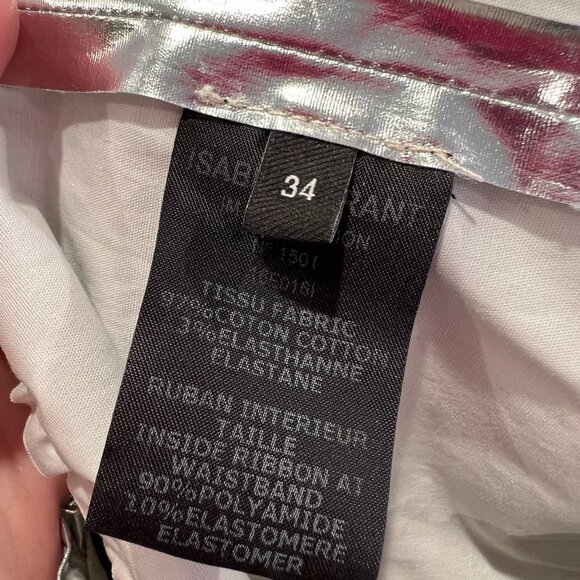 34
TISSU FABRIC
97%COTON COTTON
3%ELASTHANNE
ELASTANE
RUBAN INTERIEUR
TAILLE
INSIDE RIBBON AT
WAISTBAND
90%POLYAMIDE
10%ELASTOMERE
ELASTOMER